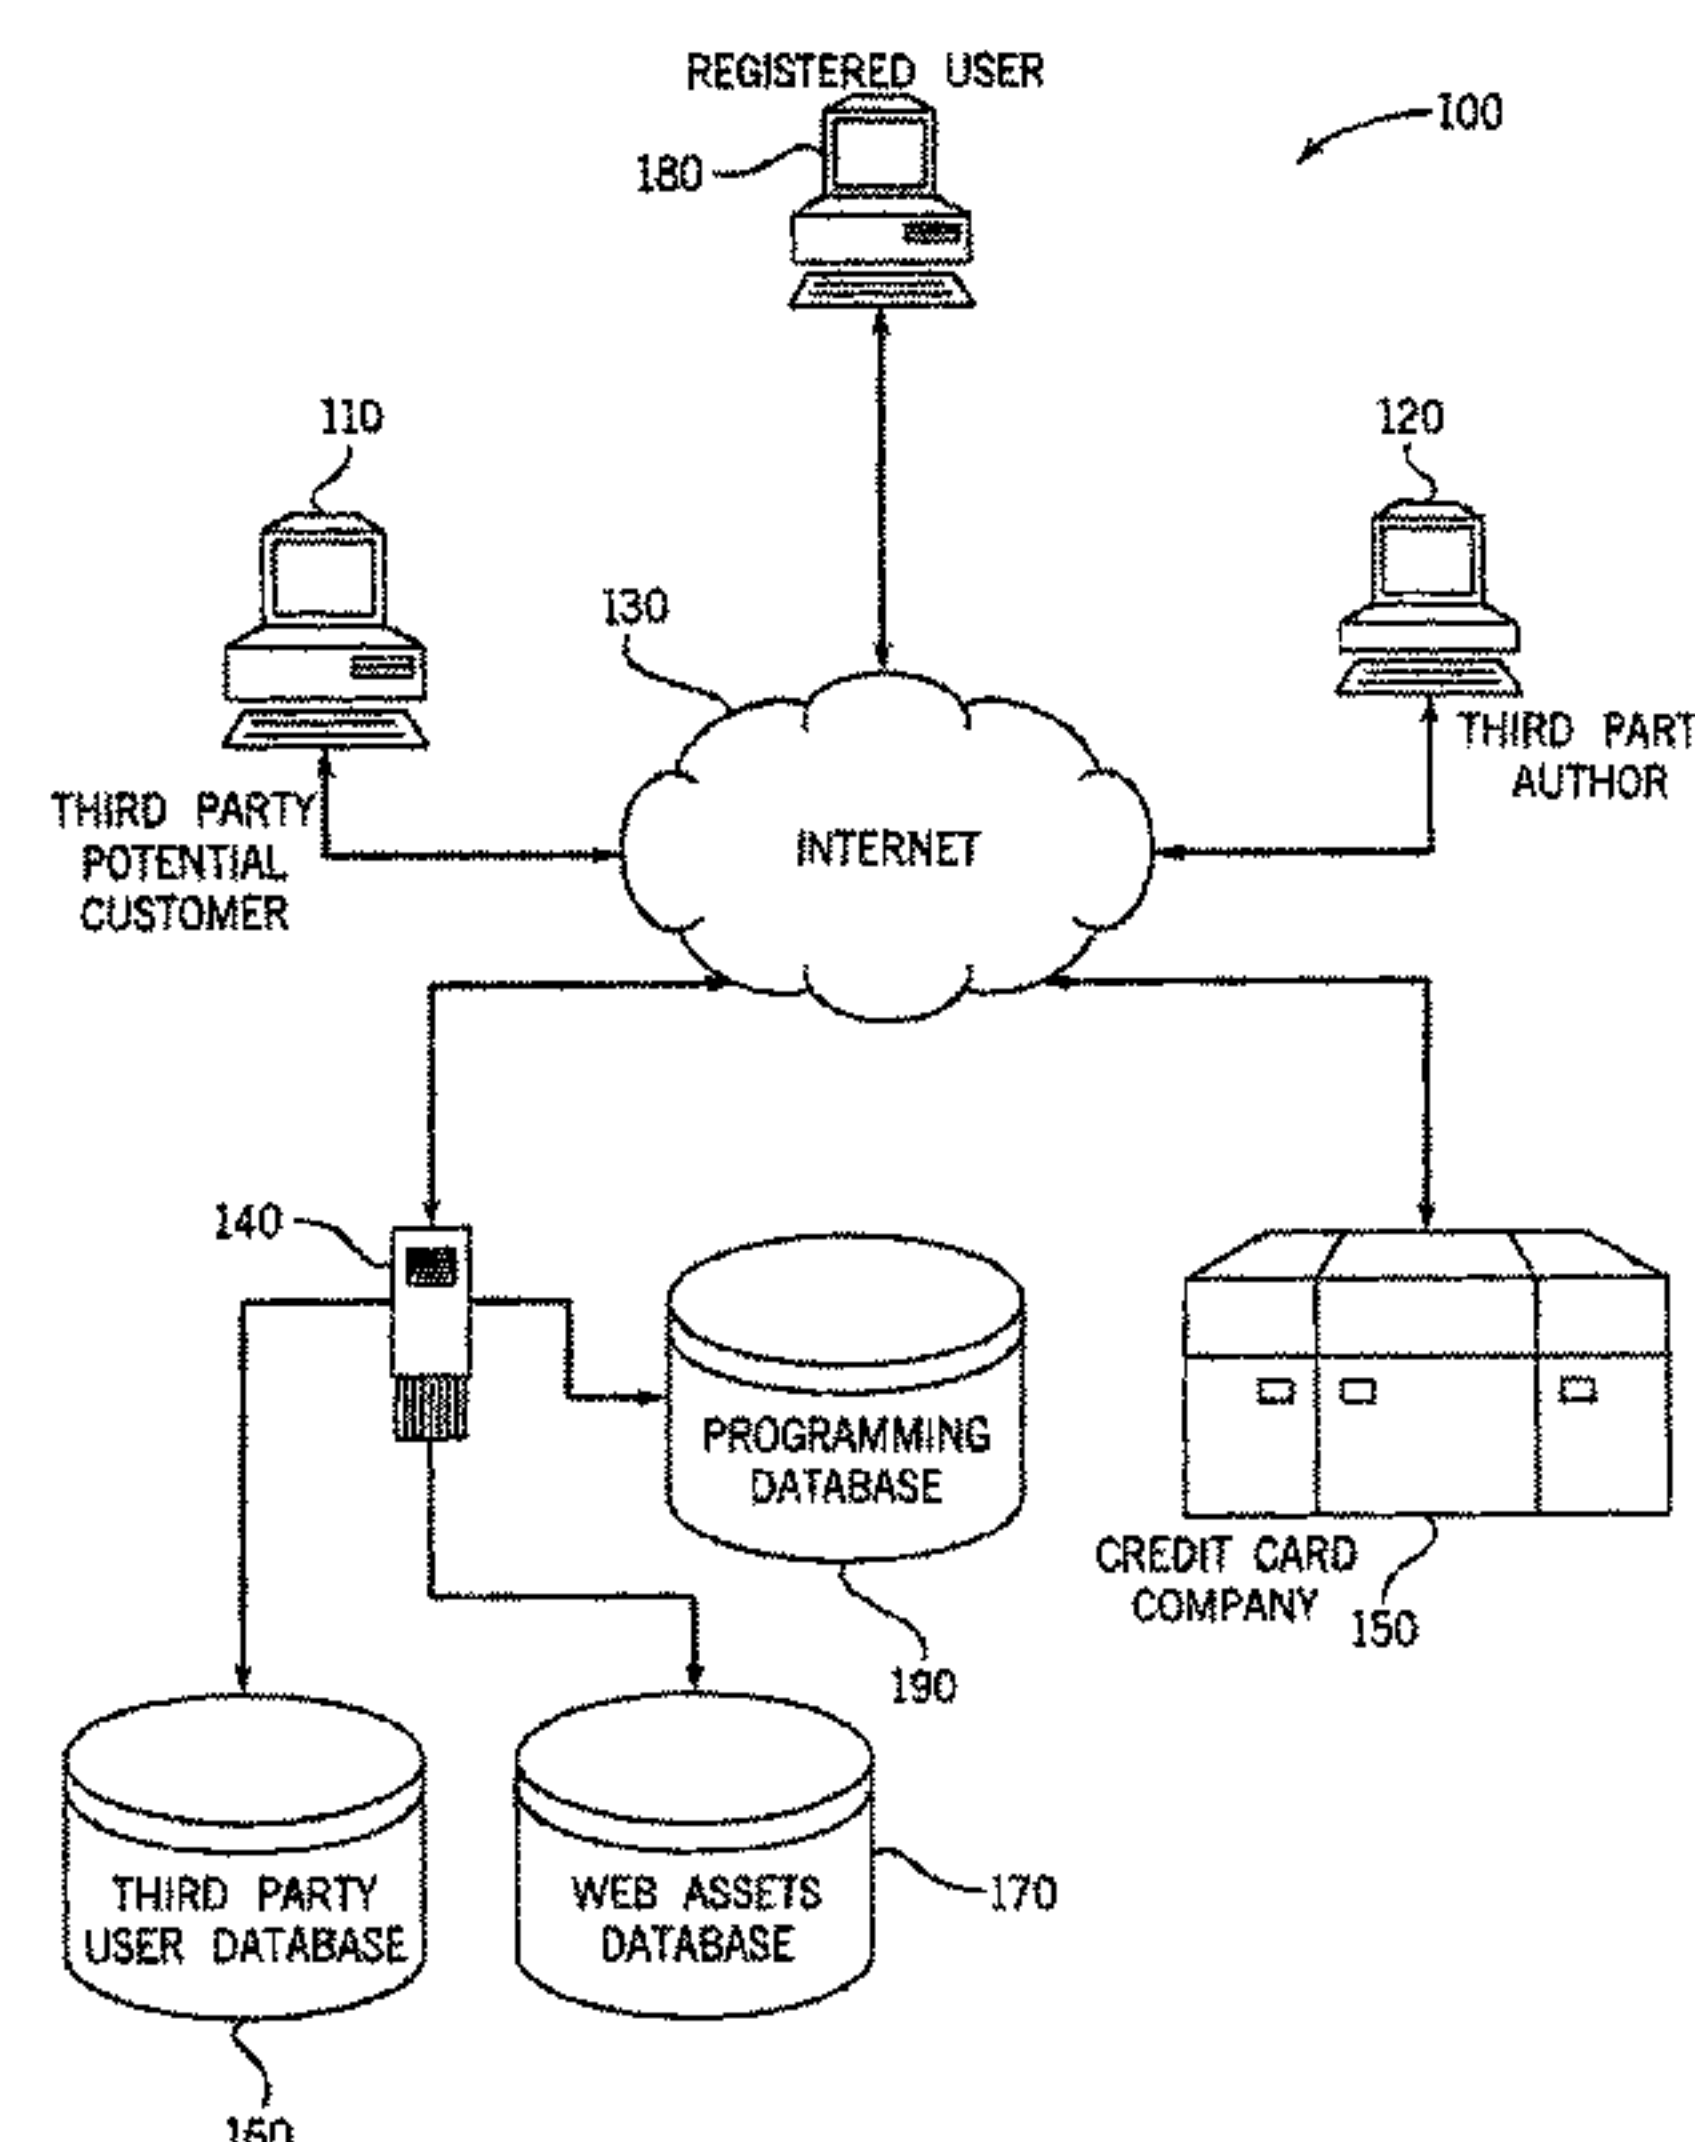 REGISTERED USER
100
180
110
120
130
THIRD PART
AUTHOR
THIRD PARTY
POTENTIAL
CUSTOMER
INTERNET
140
PROGRAMMING
DATABASE
CREDIT CARD
COMPANY
150
190
THIRD PARTY
USER DATABASE
WEB ASSETS
DATABASE
170
160